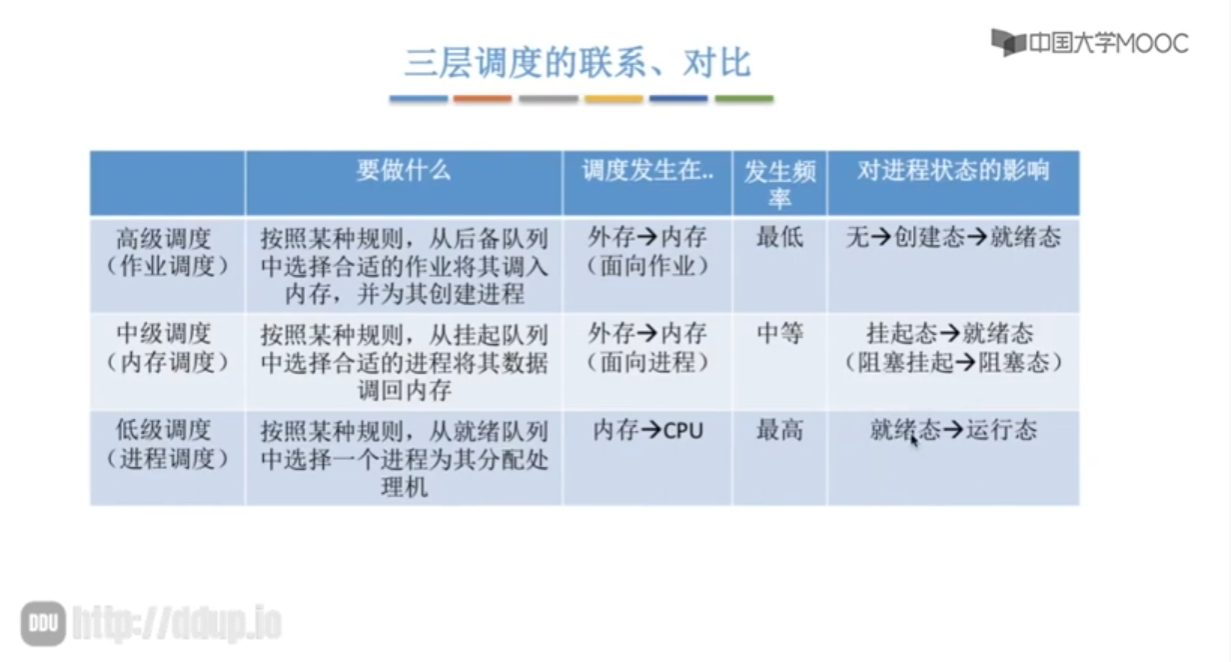 中国大学MOOC
三层调度的联系、对比
要做什么
调度发生在..
发生频
率
对进程状态的影响
高级调度
（作业调度）
按照某种规则，从后备队列
中选择合适的作业将其调入
内存，并为其创建进程
外存→内存
（面向作业）
最低
无→创建态→就绪态
中级调度
（内存调度）
按照某种规则，从挂起队列
中选择合适的进程将其数据
调回内存
外存→内存
（面向进程）
中等
挂起态→就绪态
（阻塞挂起→阻塞态）
低级调度
（进程调度）
按照某种规则，从就绪队列
中选择一个进程为其分配处
理机
内存→CPU
最高
就绪态→运行态
DDU http://ddup.io